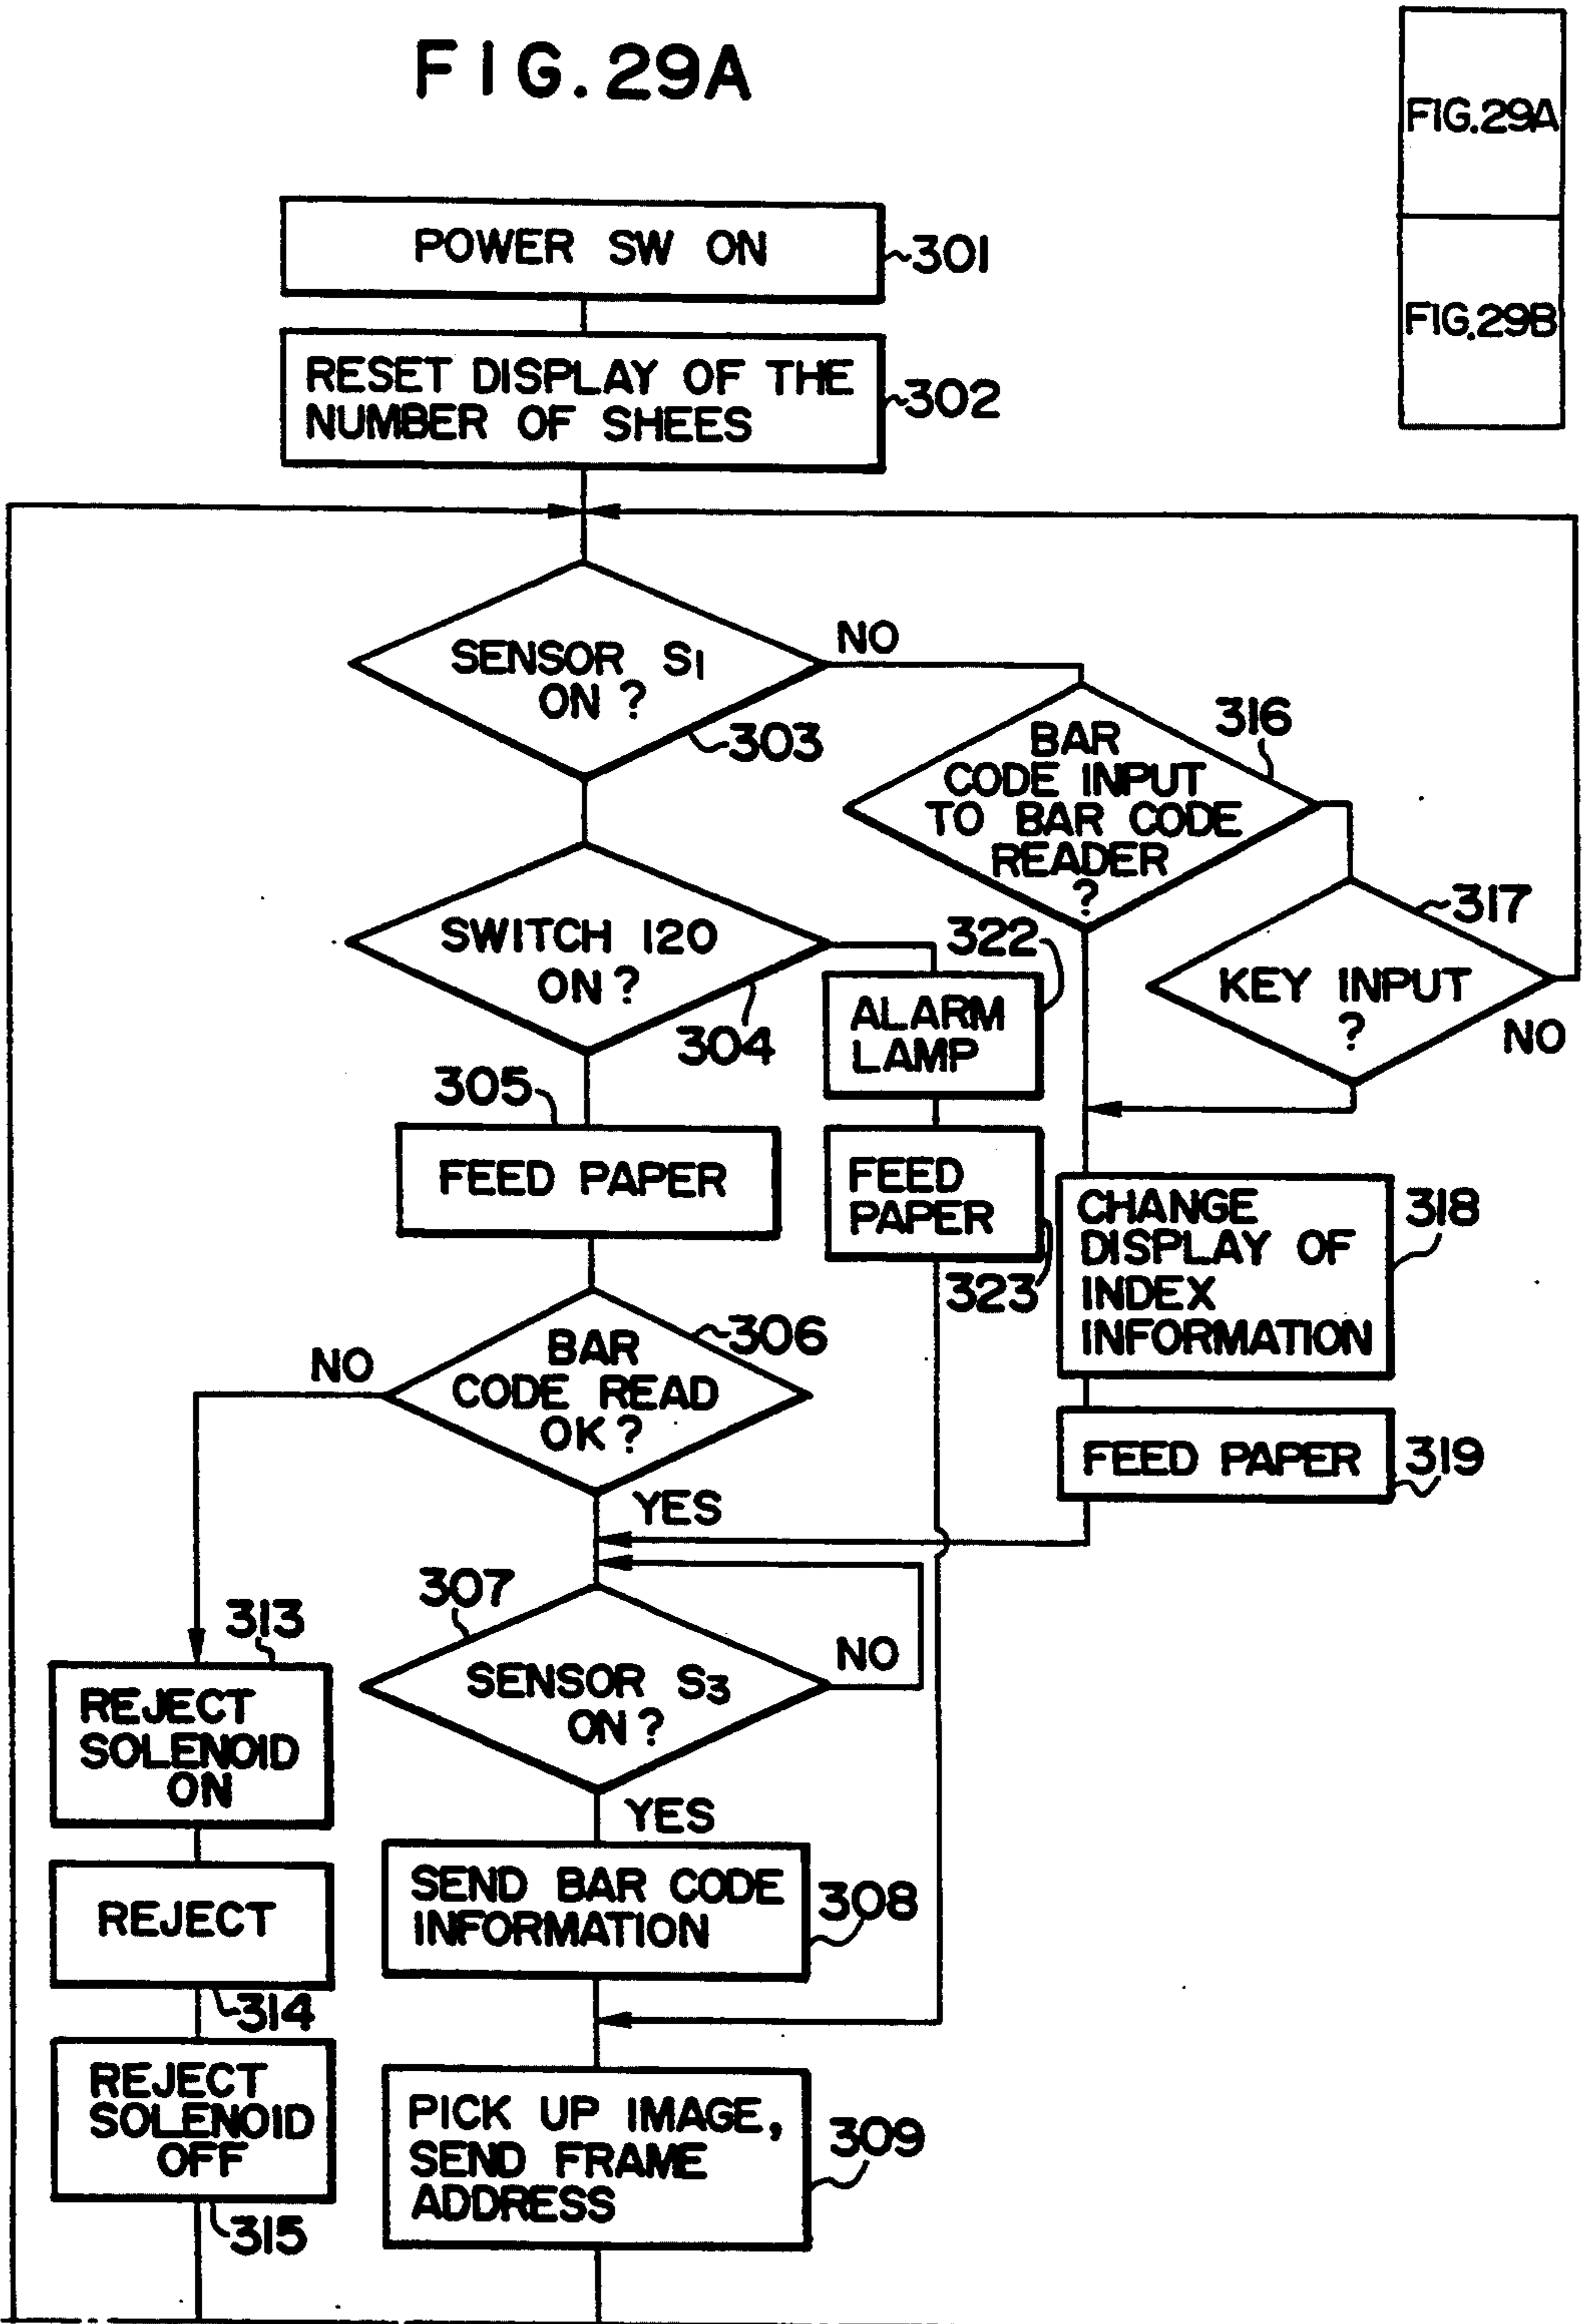 FIG. 29A
FIG.29A
FIG.29B
POWER SW ON
301
RESET DISPLAY OF THE
NUMBER OF SHEES
302
SENSOR S1
ON ?
NO
303
BAR
CODE INPUT
TO BAR CODE
READER
?
316
KEY INPUT
?
317
NO
SWITCH 120
ON ?
304
322
ALARM
LAMP
305
FEED PAPER
FEED
PAPER
323
CHANGE
DISPLAY OF
INDEX
INFORMATION
318
BAR
CODE READ
OK ?
306
NO
YES
FEED PAPER
319
307
SENSOR S3
ON ?
NO
YES
313
REJECT
SOLENOID
ON
SEND BAR CODE
INFORMATION
308
REJECT
314
REJECT
SOLENOID
OFF
315
PICK UP IMAGE,
SEND FRAME
ADDRESS
309